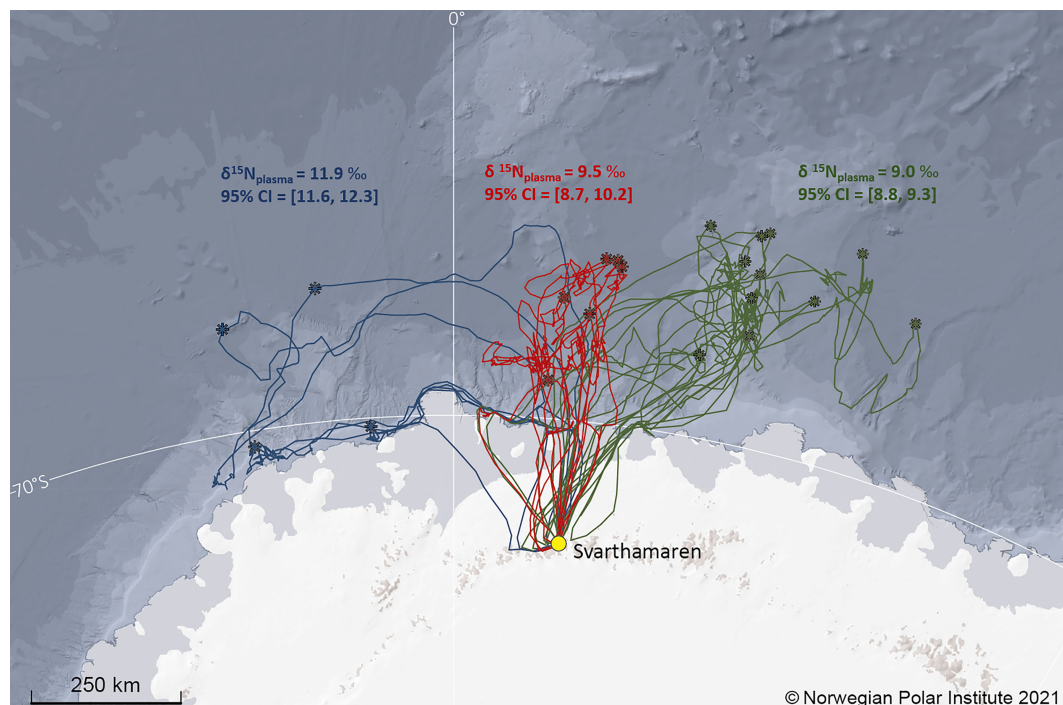 0°
δ¹⁵Nplasma = 11.9 ‰
95% CI = [11.6, 12.3]
δ ¹⁵Nplasma = 9.5 ‰
95% CI = [8.7, 10.2]
δ ¹⁵Nplasma = 9.0 ‰
95% CI = [8.8, 9.3]
70°S
Svarthamaren
250 km
© Norwegian Polar Institute 2021